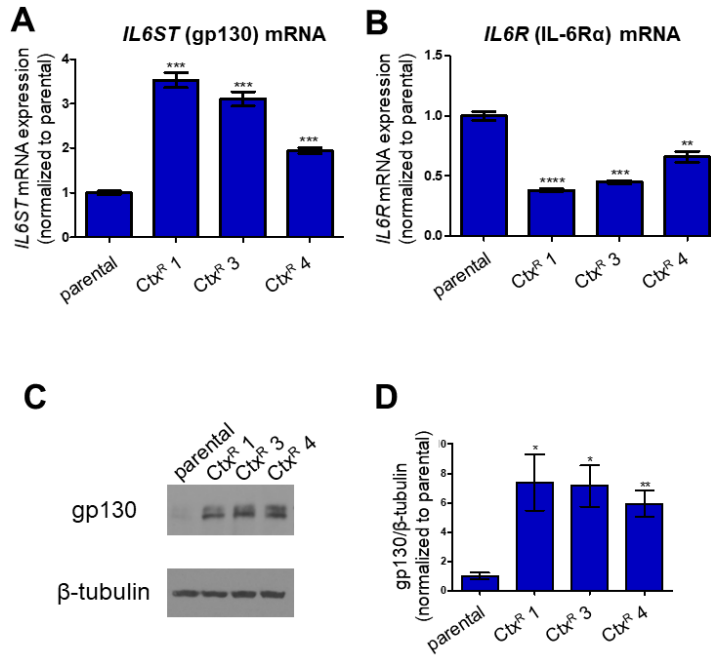 A
IL6ST (gp130) mRNA
IL6ST mRNA expression
(normalized to parental)
5
4
3
2
1
0
***
***
***
parental
Ctxᴿ 1
Ctxᴿ 3
Ctxᴿ 4
B
IL6R (IL-6Rα) mRNA
IL6R mRNA expression
(normalized to parental)
1.5
1.0
0.5
0.0
****
***
**
parental
Ctxᴿ 1
Ctxᴿ 3
Ctxᴿ 4
C
parental
Ctxᴿ 1
Ctxᴿ 3
Ctxᴿ 4
gp130
β-tubulin
D
gp130/β-tubulin
(normalized to parental)
8
6
4
2
0
*
*
**
parental
Ctxᴿ 1
Ctxᴿ 3
Ctxᴿ 4